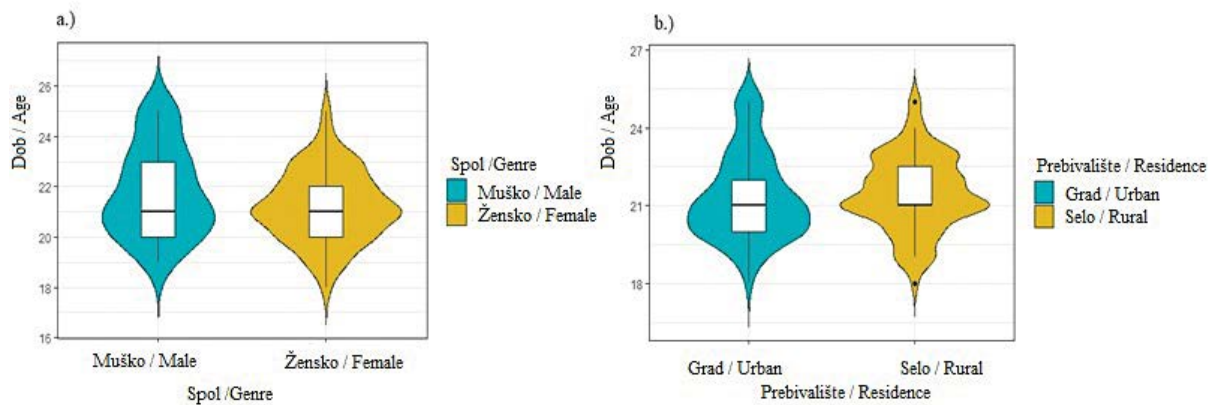 a.)
Dob / Age
26
24
22
20
18
16
Muško / Male
Žensko / Female
Spol /Genre
Spol /Genre
Muško / Male
Žensko / Female
b.)
Dob / Age
27
24
21
18
Grad / Urban
Selo / Rural
Prebivalište / Residence
Prebivalište / Residence
Grad / Urban
Selo / Rural